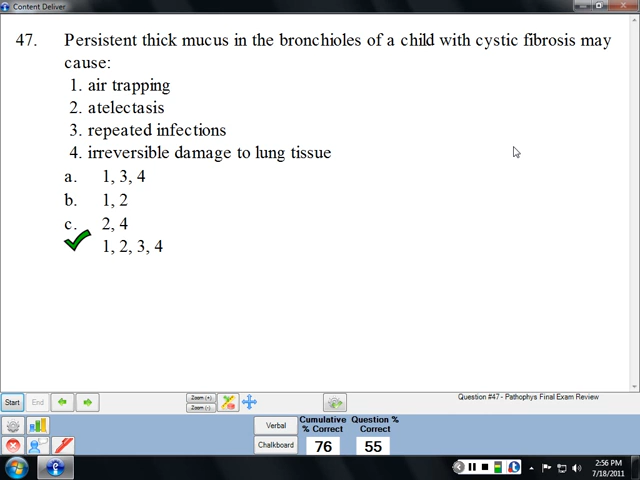 Content Deliver
47. Persistent thick mucus in the bronchioles of a child with cystic fibrosis may
cause:
1. air trapping
2. atelectasis
3. repeated infections
4. irreversible damage to lung tissue
a. 1, 3, 4
b. 1, 2
c. 2, 4
1, 2, 3, 4
Start End Zoom (+) Zoom (-) Question #47 - Pathophys Final Exam Review
Verbal
Chalkboard
Cumulative % Correct
76
Question % Correct
55
2:56 PM
7/18/2011